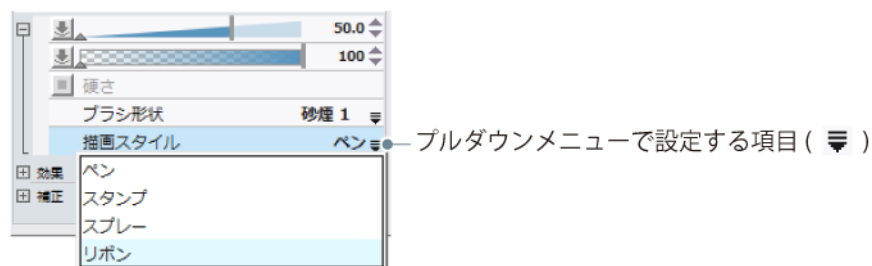 50.0
100
硬さ
ブラシ形状 砂煙 1
描画スタイル ペン
プルダウンメニューで設定する項目 ( )
効果
補正
ペン
スタンプ
スプレー
リボン